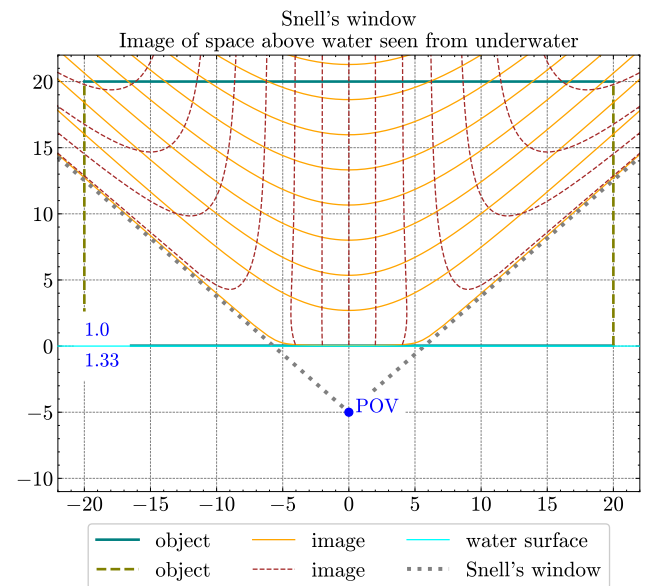 Snell's window
Image of space above water seen from underwater
20
15
10
5
0
−5
−10
1.0
1.33
POV
−20 −15 −10 −5 0 5 10 15 20
object image water surface
object image Snell's window